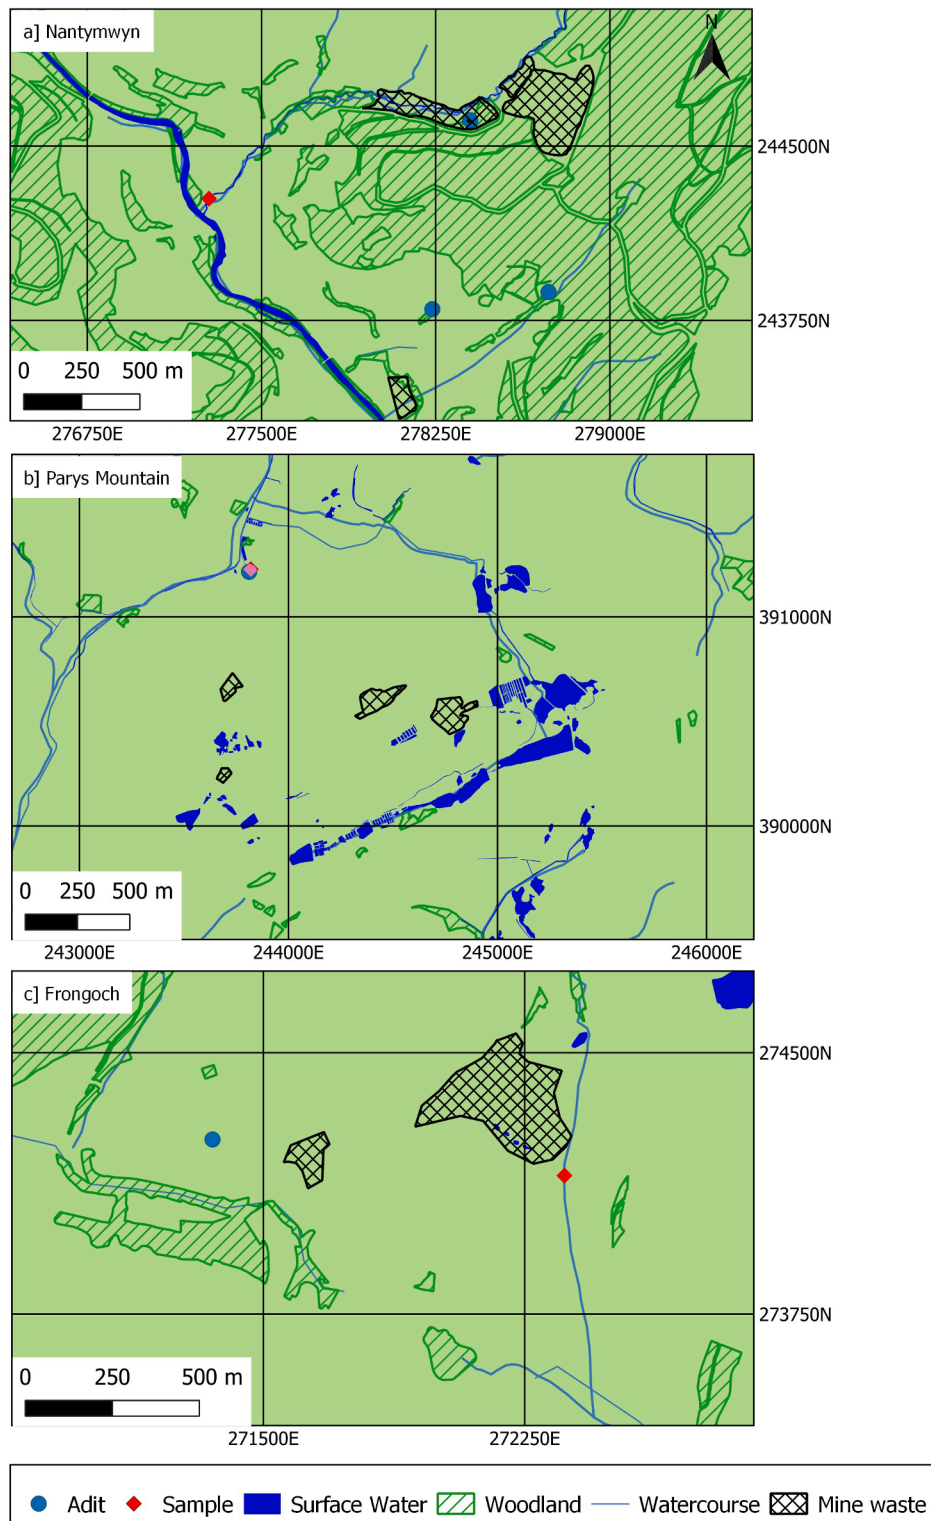 a] Nantymwyn
N
244500N
243750N
0 250 500 m
276750E 277500E 278250E 279000E
b] Parys Mountain
391000N
390000N
0 250 500 m
243000E 244000E 245000E 246000E
c] Frongoch
274500N
273750N
0 250 500 m
271500E 272250E
Adit Sample Surface Water Woodland Watercourse Mine waste